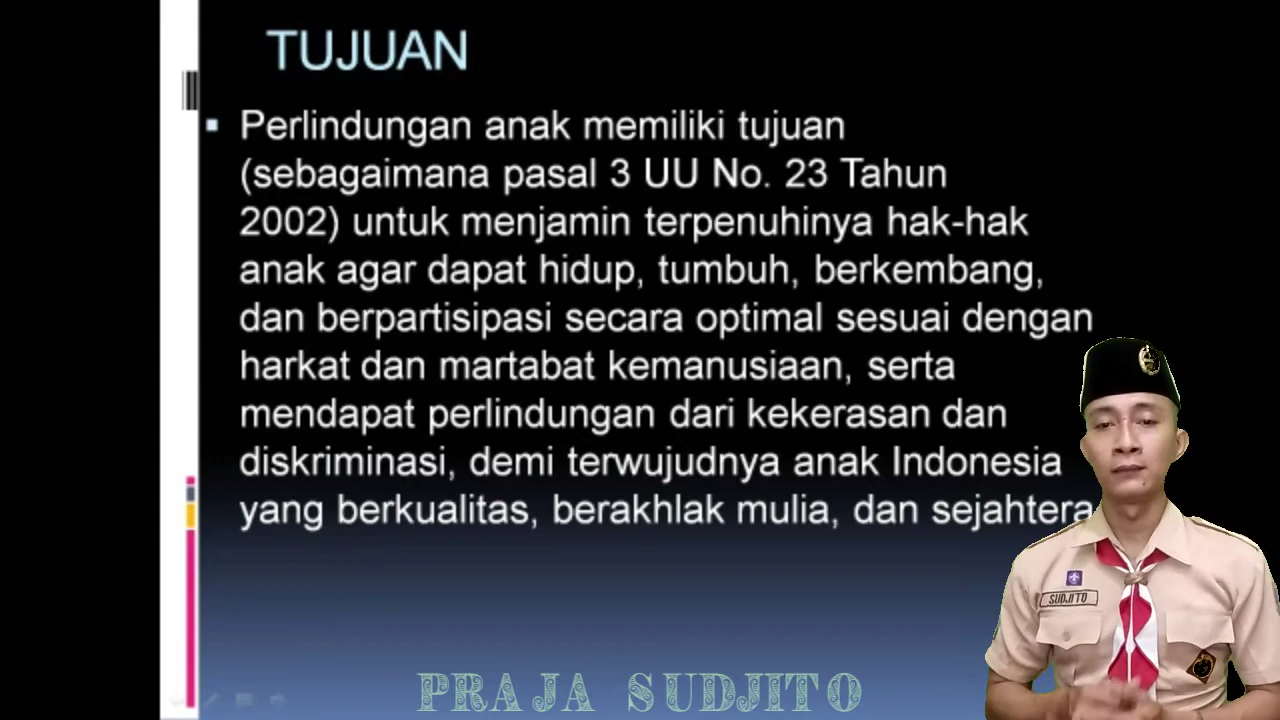 TUJUAN
Perlindungan anak memiliki tujuan
(sebagaimana pasal 3 UU No. 23 Tahun
2002) untuk menjamin terpenuhinya hak-hak
anak agar dapat hidup, tumbuh, berkembang,
dan berpartisipasi secara optimal sesuai dengan
harkat dan martabat kemanusiaan, serta
mendapat perlindungan dari kekerasan dan
diskriminasi, demi terwujudnya anak Indonesia
yang berkualitas, berakhlak mulia, dan sejahtera
SUDJITO
PRAJA SUDJITO